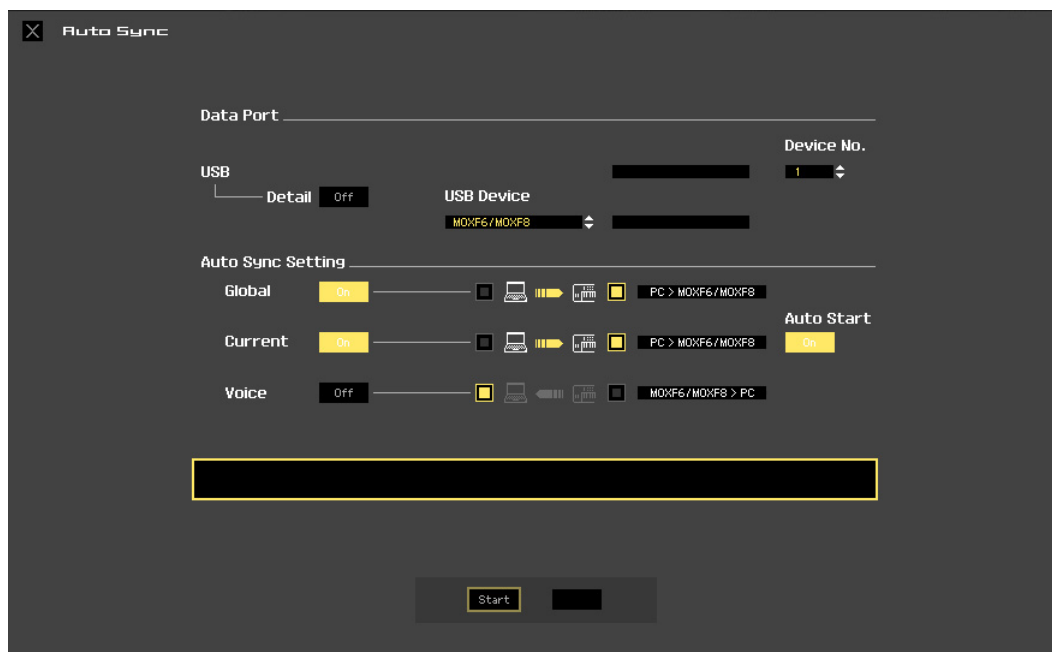 Auto Sync
Data Port
Device No.
USB
1
Detail Off
USB Device
MOXF6/MOXF8
Auto Sync Setting
Global On PC > MOXF6/MOXF8
Auto Start
Current On PC > MOXF6/MOXF8 On
Voice Off MOXF6/MOXF8 > PC
Start